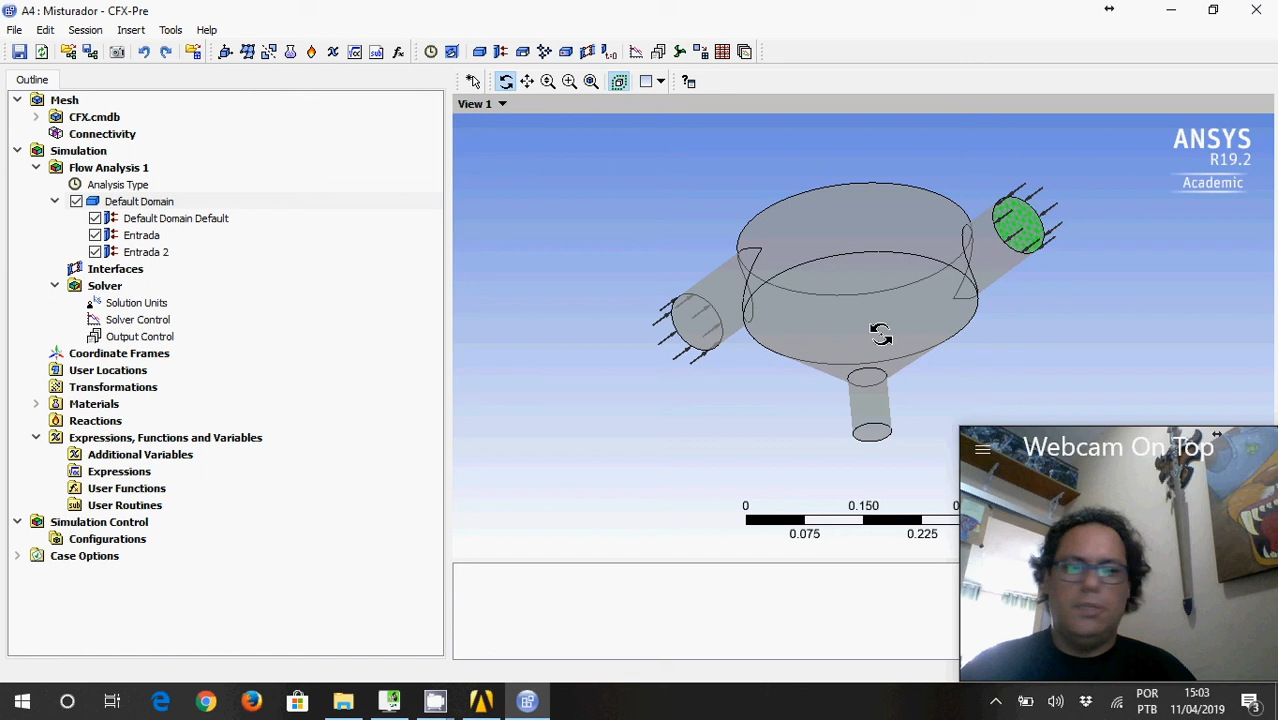 A4 : Misturador - CFX-Pre
File Edit Session Insert Tools Help
Outline
Mesh
CFX.cmdb
Connectivity
Simulation
Flow Analysis 1
Analysis Type
Default Domain
Default Domain Default
Entrada
Entrada 2
Interfaces
Solver
Solution Units
Solver Control
Output Control
Coordinate Frames
User Locations
Transformations
Materials
Reactions
Expressions, Functions and Variables
Additional Variables
Expressions
User Functions
User Routines
Simulation Control
Configurations
Case Options
View 1
ANSYS
R19.2
Academic
0 0.150
0.075 0.225
Webcam On Top
POR
PTB
15:03
11/04/2019
3